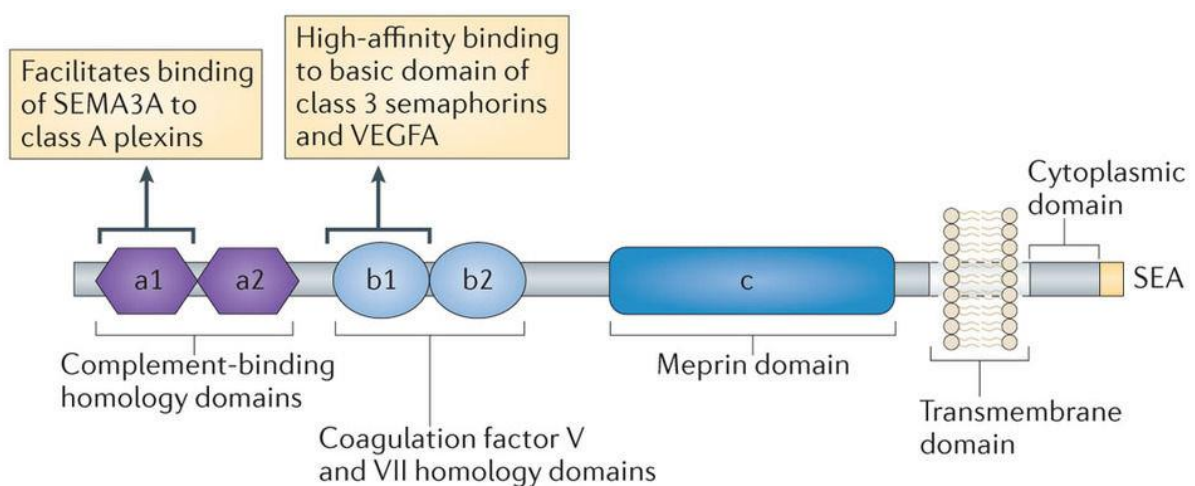 Facilitates binding
of SEMA3A to
class A plexins
High-affinity binding
to basic domain of
class 3 semaphorins
and VEGFA
Cytoplasmic
domain
a1
a2
b1
b2
c
SEA
Complement-binding
homology domains
Coagulation factor V
and VII homology domains
Meprin domain
Transmembrane
domain